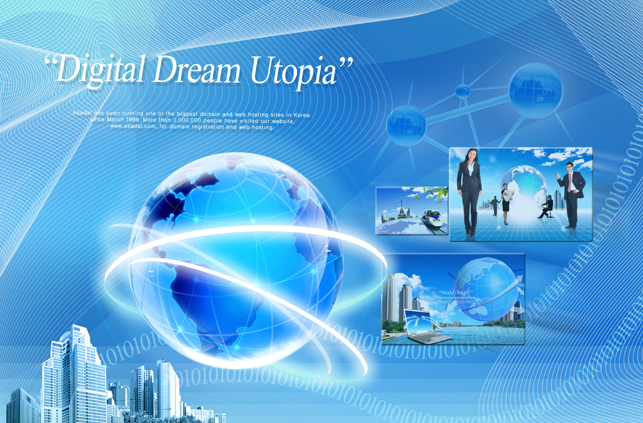 “Digital Dream Utopia”
Asadal has been running one of the biggest domain and web hosting sites in Korea
since March 1998. More than 3,000,000 people have visited our website,
www.asadal.com, for domain registration and web hosting.